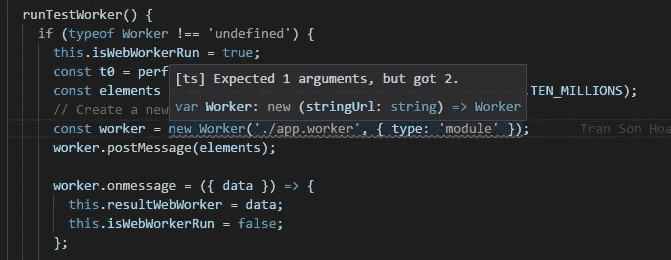 runTestWorker() {
if (typeof Worker !== 'undefined') {
this.isWebWorkerRun = true;
const t0 = perf
[ts] Expected 1 arguments, but got 2.
const elements
.TEN_MILLIONS);
var Worker: new (stringUrl: string) => Worker
// Create a new
const worker = new Worker('./app.worker', { type: 'module' });
Tran Son Hoa
worker.postMessage(elements);
worker.onmessage = ({ data }) => {
this.resultWebWorker = data;
this.isWebWorkerRun = false;
};